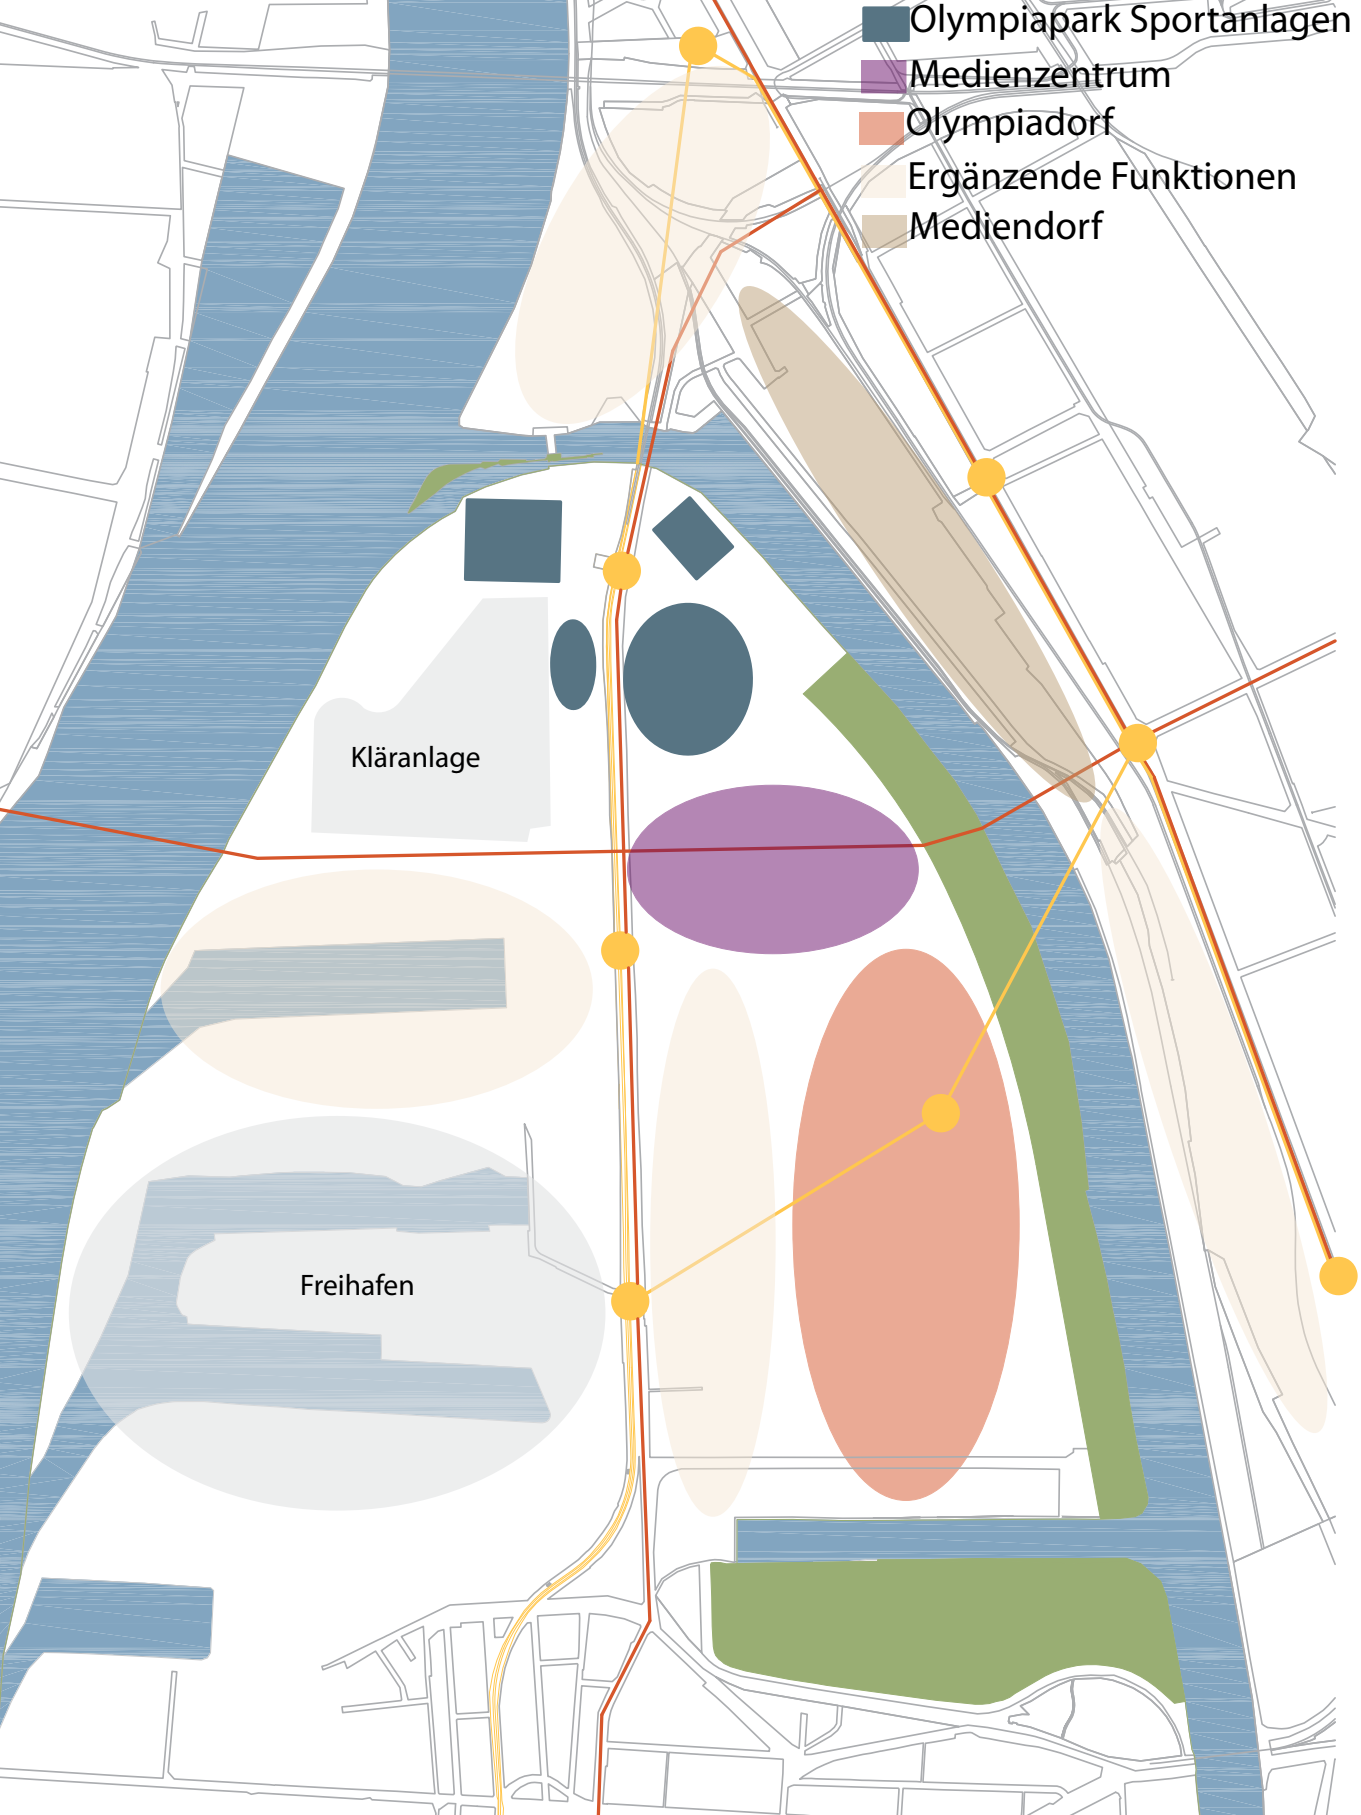 Olympiapark Sportanlagen
Medienzentrum
Olympiadorf
Ergänzende Funktionen
Mediendorf
Kläranlage
Freihafen